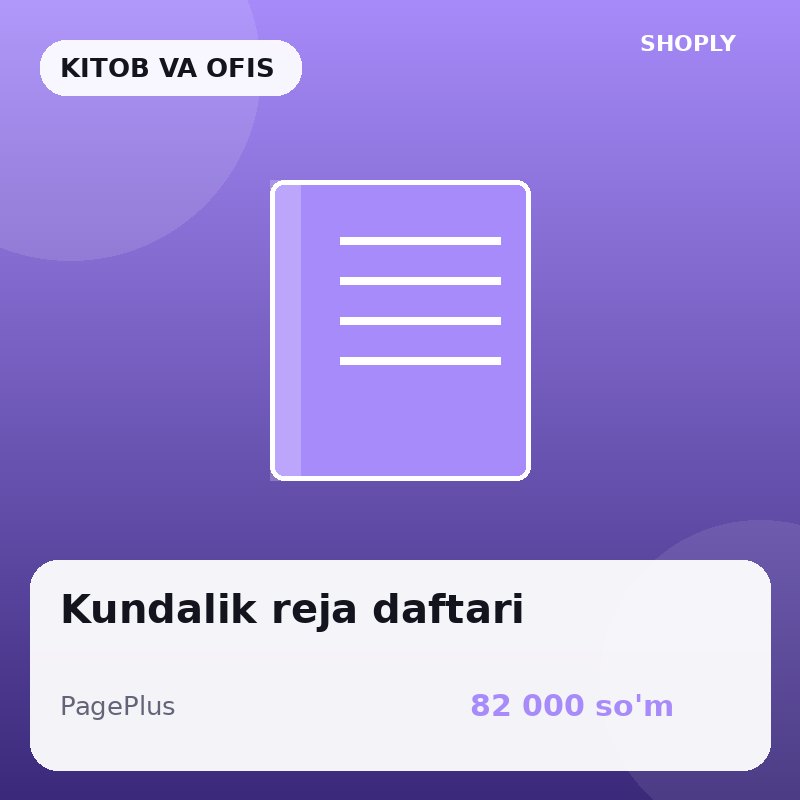 SHOPLY
KITOB VA OFIS
Kundalik reja daftari
PagePlus
82 000 so'm